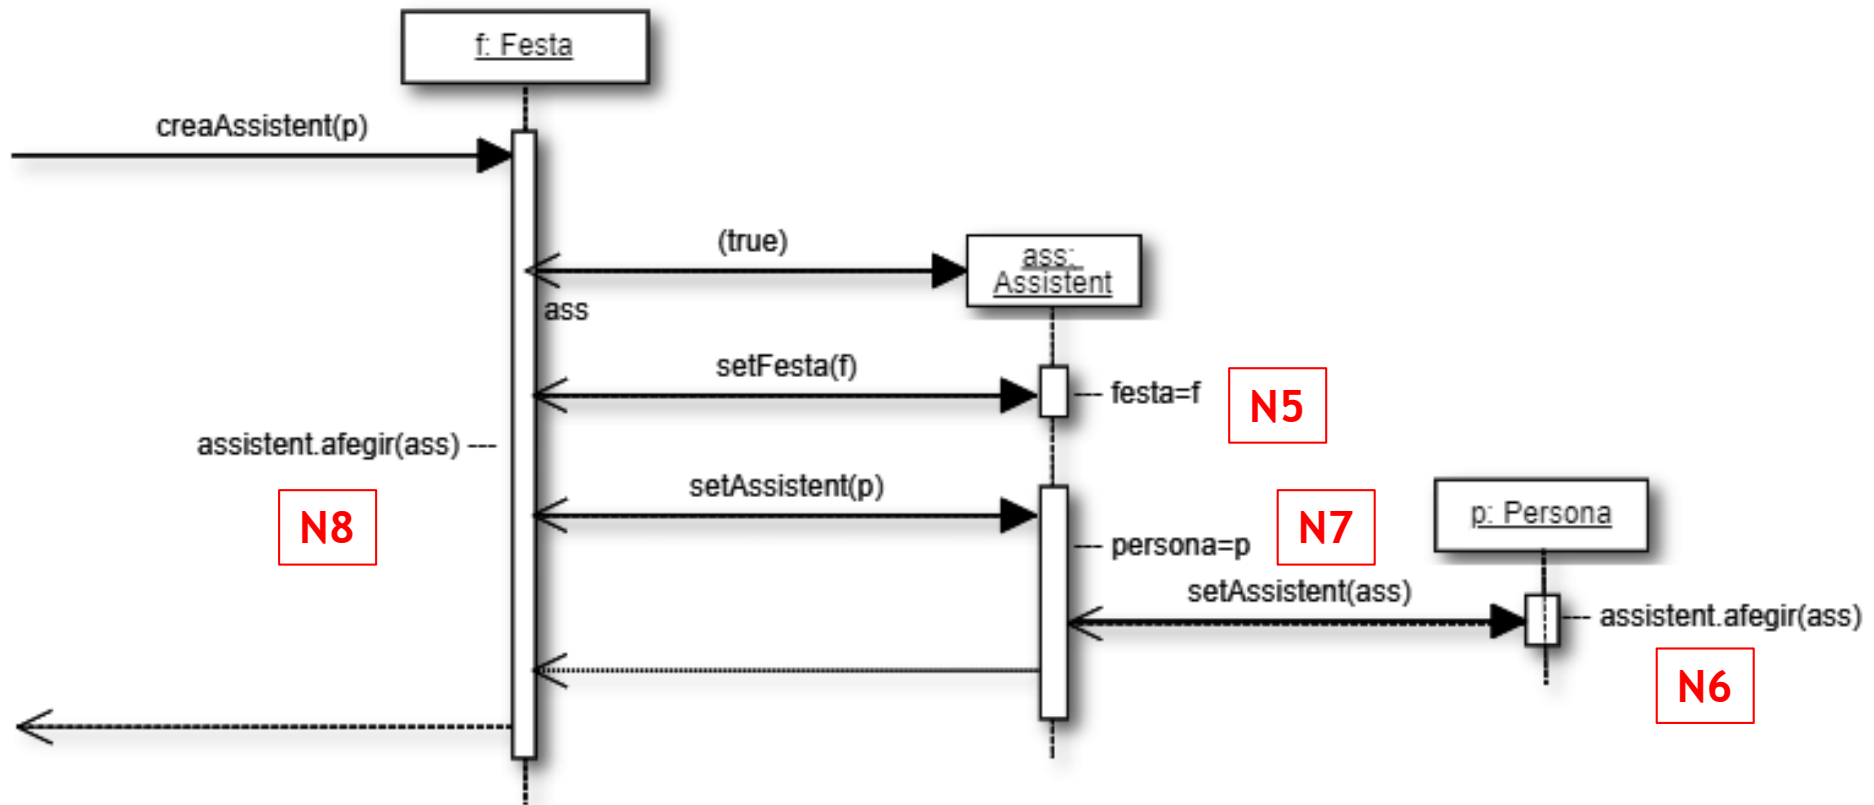 f: Festa
creaAssistent(p)
(true)
ass:
Assistent
ass
setFesta(f)
--- festa=f
N5
assistent.afegir(ass) ---
N8
setAssistent(p)
--- persona=p
N7
p: Persona
setAssistent(ass)
--- assistent.afegir(ass)
N6